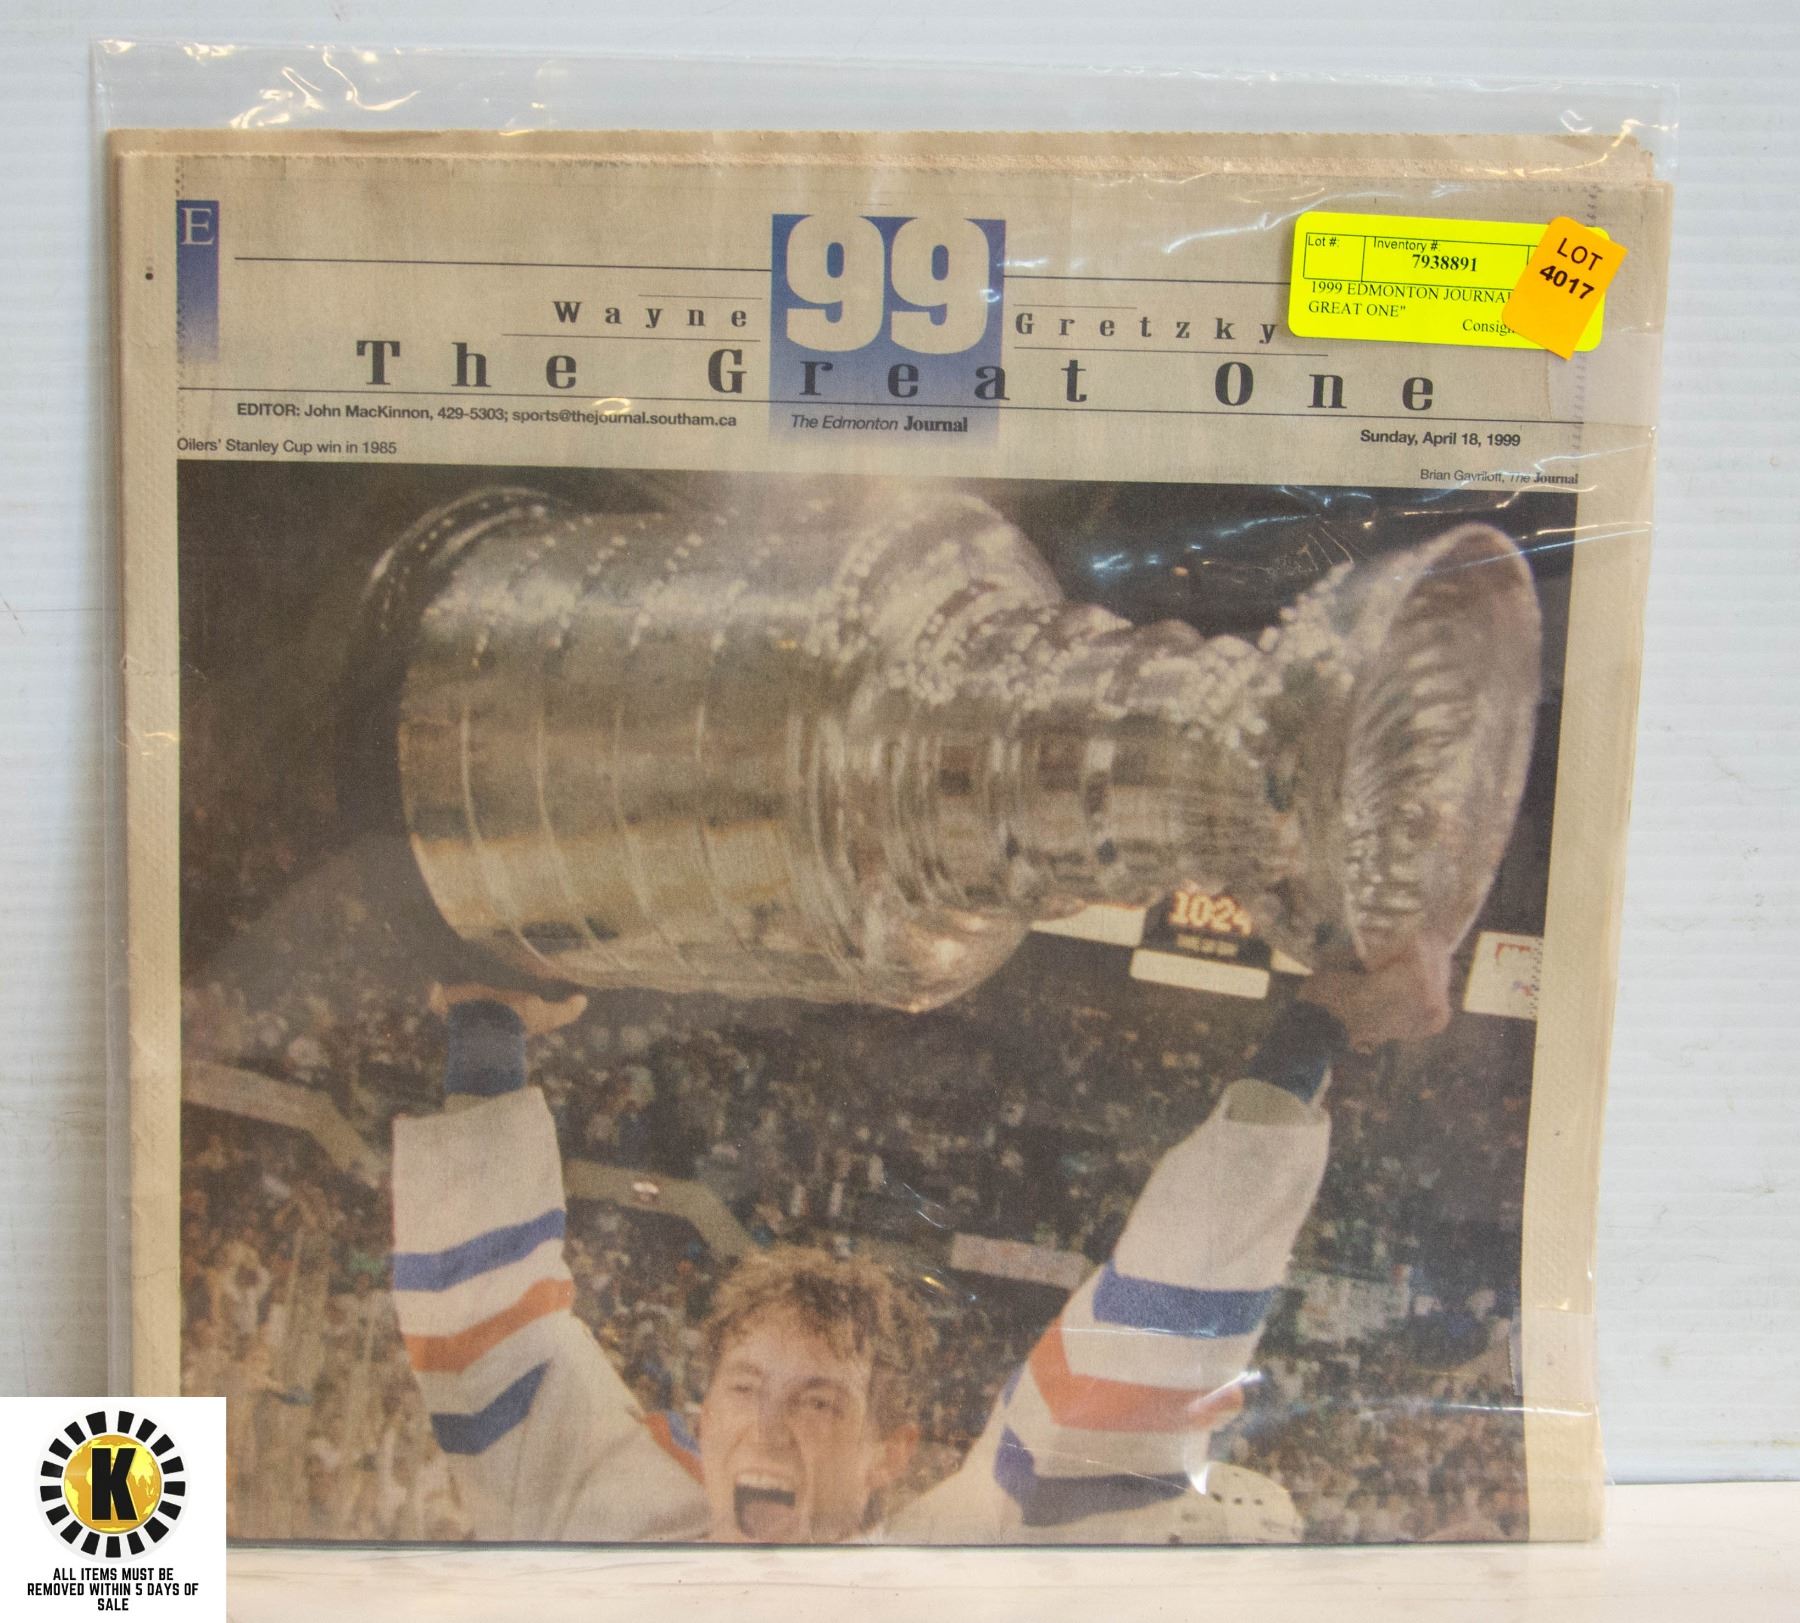 E
99
Wayne Gretzky
The Great One
EDITOR: John MacKinnon, 429-5303; sports@thejournal.southam.ca
The Edmonton Journal
Sunday, April 18, 1999
Oilers' Stanley Cup win in 1985
Brian Gavriloff, The Journal
Lot #:
Inventory #:
7938891
1999 EDMONTON JOURNAL
GREAT ONE"
LOT
4017
K
ALL ITEMS MUST BE
REMOVED WITHIN 5 DAYS OF
SALE